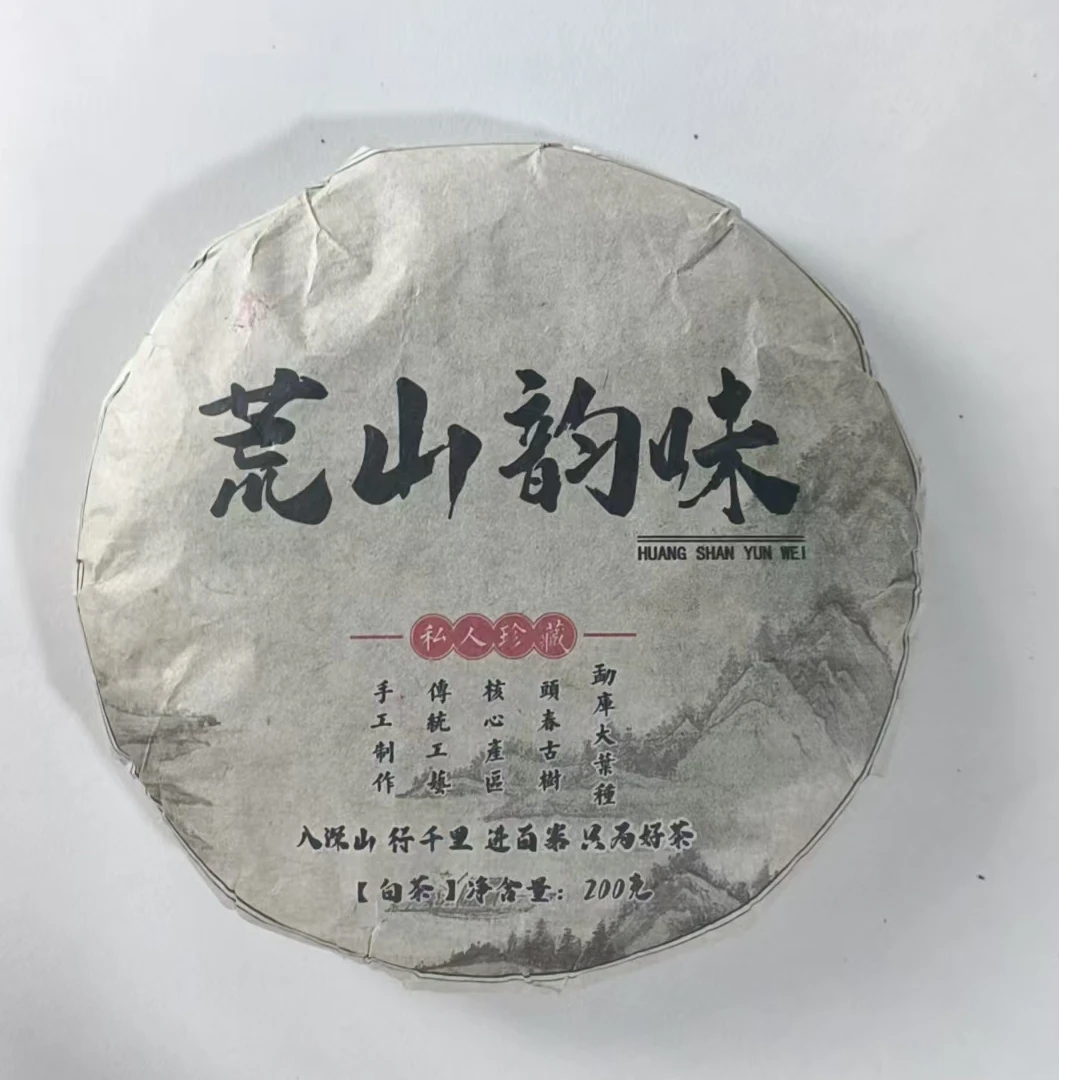 荒山韵味
HUANG SHAN YUN WEI
私人珍藏
勐庫大葉種
頭春古樹
核心產區
傳統工藝
手工制作
入深山 行千里 进百寨 只为好茶
【白茶】净含量：200克